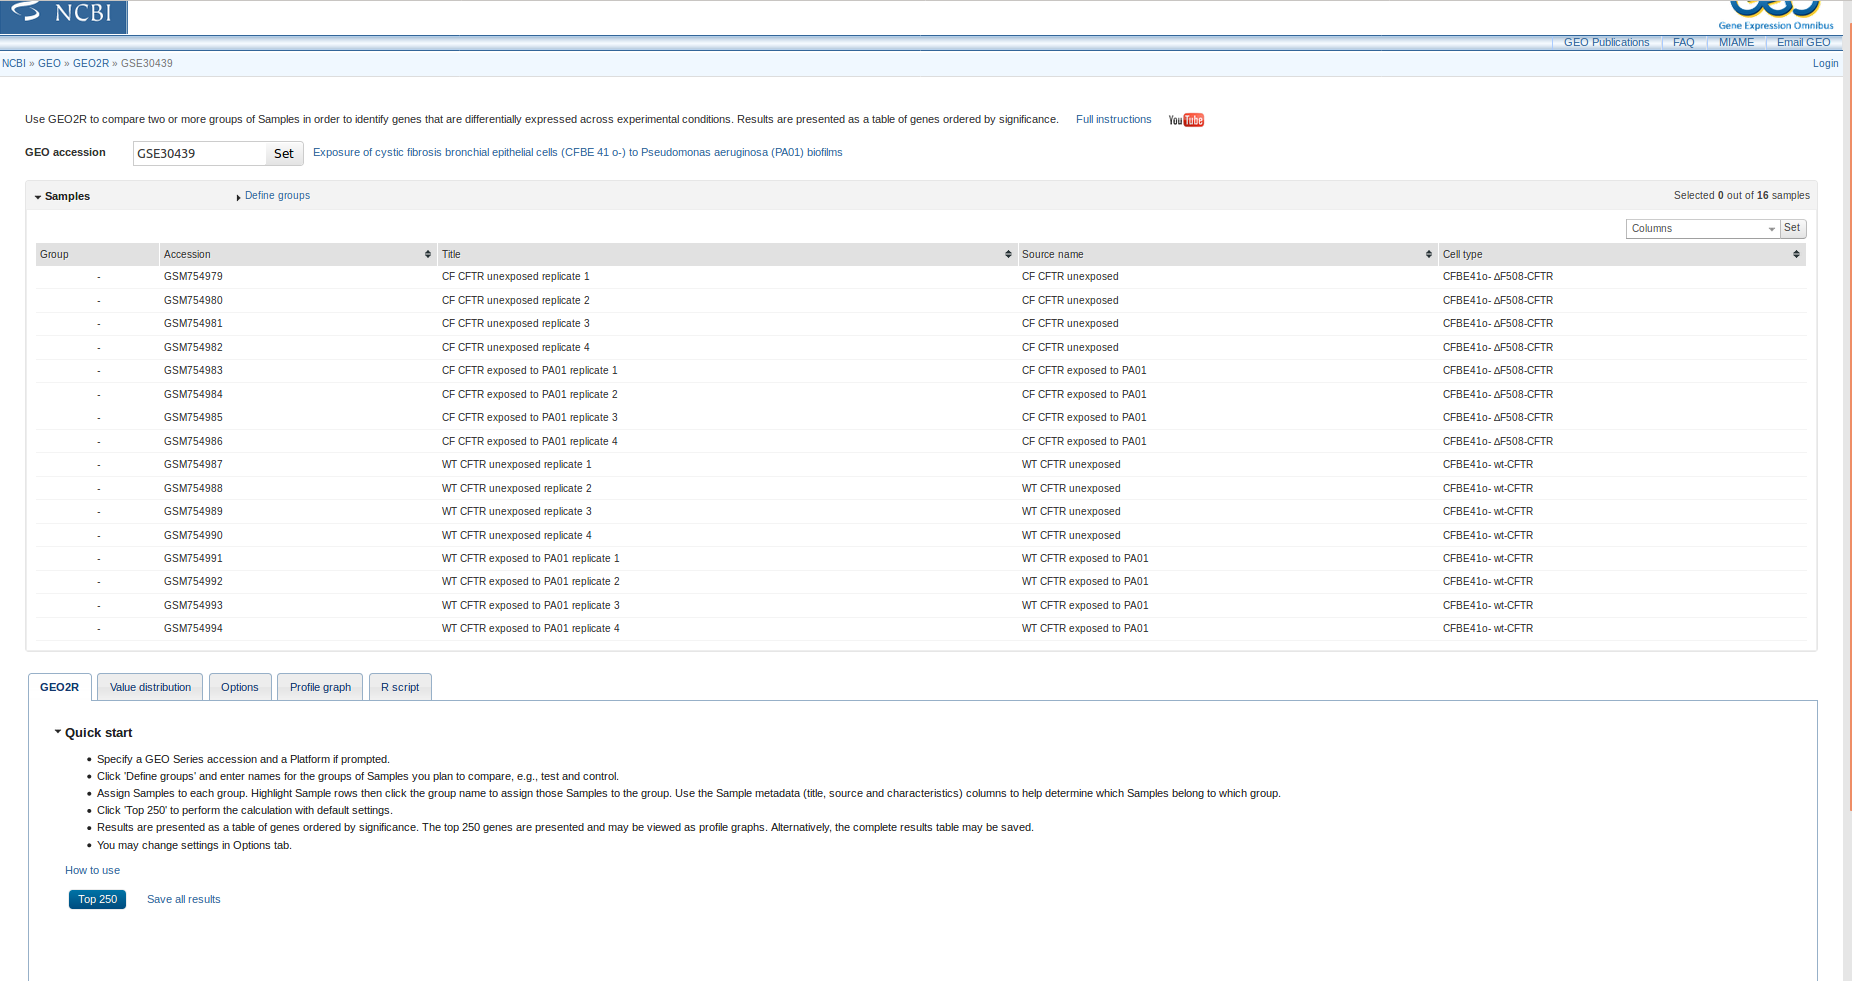 NCBI
Gene Expression Omnibus
GEO Publications FAQ MIAME Email GEO
NCBI » GEO » GEO2R » GSE30439 Login
Use GEO2R to compare two or more groups of Samples in order to identify genes that are differentially expressed across experimental conditions. Results are presented as a table of genes ordered by significance. Full instructions YouTube
GEO accession GSE30439 Set Exposure of cystic fibrosis bronchial epithelial cells (CFBE 41 o-) to Pseudomonas aeruginosa (PA01) biofilms
Samples Define groups Selected 0 out of 16 samples
Columns Set
Group Accession Title Source name Cell type
- GSM754979 CF CFTR unexposed replicate 1 CF CFTR unexposed CFBE41o- ΔF508-CFTR
- GSM754980 CF CFTR unexposed replicate 2 CF CFTR unexposed CFBE41o- ΔF508-CFTR
- GSM754981 CF CFTR unexposed replicate 3 CF CFTR unexposed CFBE41o- ΔF508-CFTR
- GSM754982 CF CFTR unexposed replicate 4 CF CFTR unexposed CFBE41o- ΔF508-CFTR
- GSM754983 CF CFTR exposed to PA01 replicate 1 CF CFTR exposed to PA01 CFBE41o- ΔF508-CFTR
- GSM754984 CF CFTR exposed to PA01 replicate 2 CF CFTR exposed to PA01 CFBE41o- ΔF508-CFTR
- GSM754985 CF CFTR exposed to PA01 replicate 3 CF CFTR exposed to PA01 CFBE41o- ΔF508-CFTR
- GSM754986 CF CFTR exposed to PA01 replicate 4 CF CFTR exposed to PA01 CFBE41o- ΔF508-CFTR
- GSM754987 WT CFTR unexposed replicate 1 WT CFTR unexposed CFBE41o- wt-CFTR
- GSM754988 WT CFTR unexposed replicate 2 WT CFTR unexposed CFBE41o- wt-CFTR
- GSM754989 WT CFTR unexposed replicate 3 WT CFTR unexposed CFBE41o- wt-CFTR
- GSM754990 WT CFTR unexposed replicate 4 WT CFTR unexposed CFBE41o- wt-CFTR
- GSM754991 WT CFTR exposed to PA01 replicate 1 WT CFTR exposed to PA01 CFBE41o- wt-CFTR
- GSM754992 WT CFTR exposed to PA01 replicate 2 WT CFTR exposed to PA01 CFBE41o- wt-CFTR
- GSM754993 WT CFTR exposed to PA01 replicate 3 WT CFTR exposed to PA01 CFBE41o- wt-CFTR
- GSM754994 WT CFTR exposed to PA01 replicate 4 WT CFTR exposed to PA01 CFBE41o- wt-CFTR
GEO2R Value distribution Options Profile graph R script
Quick start
• Specify a GEO Series accession and a Platform if prompted.
• Click 'Define groups' and enter names for the groups of Samples you plan to compare, e.g., test and control.
• Assign Samples to each group. Highlight Sample rows then click the group name to assign those Samples to the group. Use the Sample metadata (title, source and characteristics) columns to help determine which Samples belong to which group.
• Click 'Top 250' to perform the calculation with default settings.
• Results are presented as a table of genes ordered by significance. The top 250 genes are presented and may be viewed as profile graphs. Alternatively, the complete results table may be saved.
• You may change settings in Options tab.
How to use
Top 250 Save all results